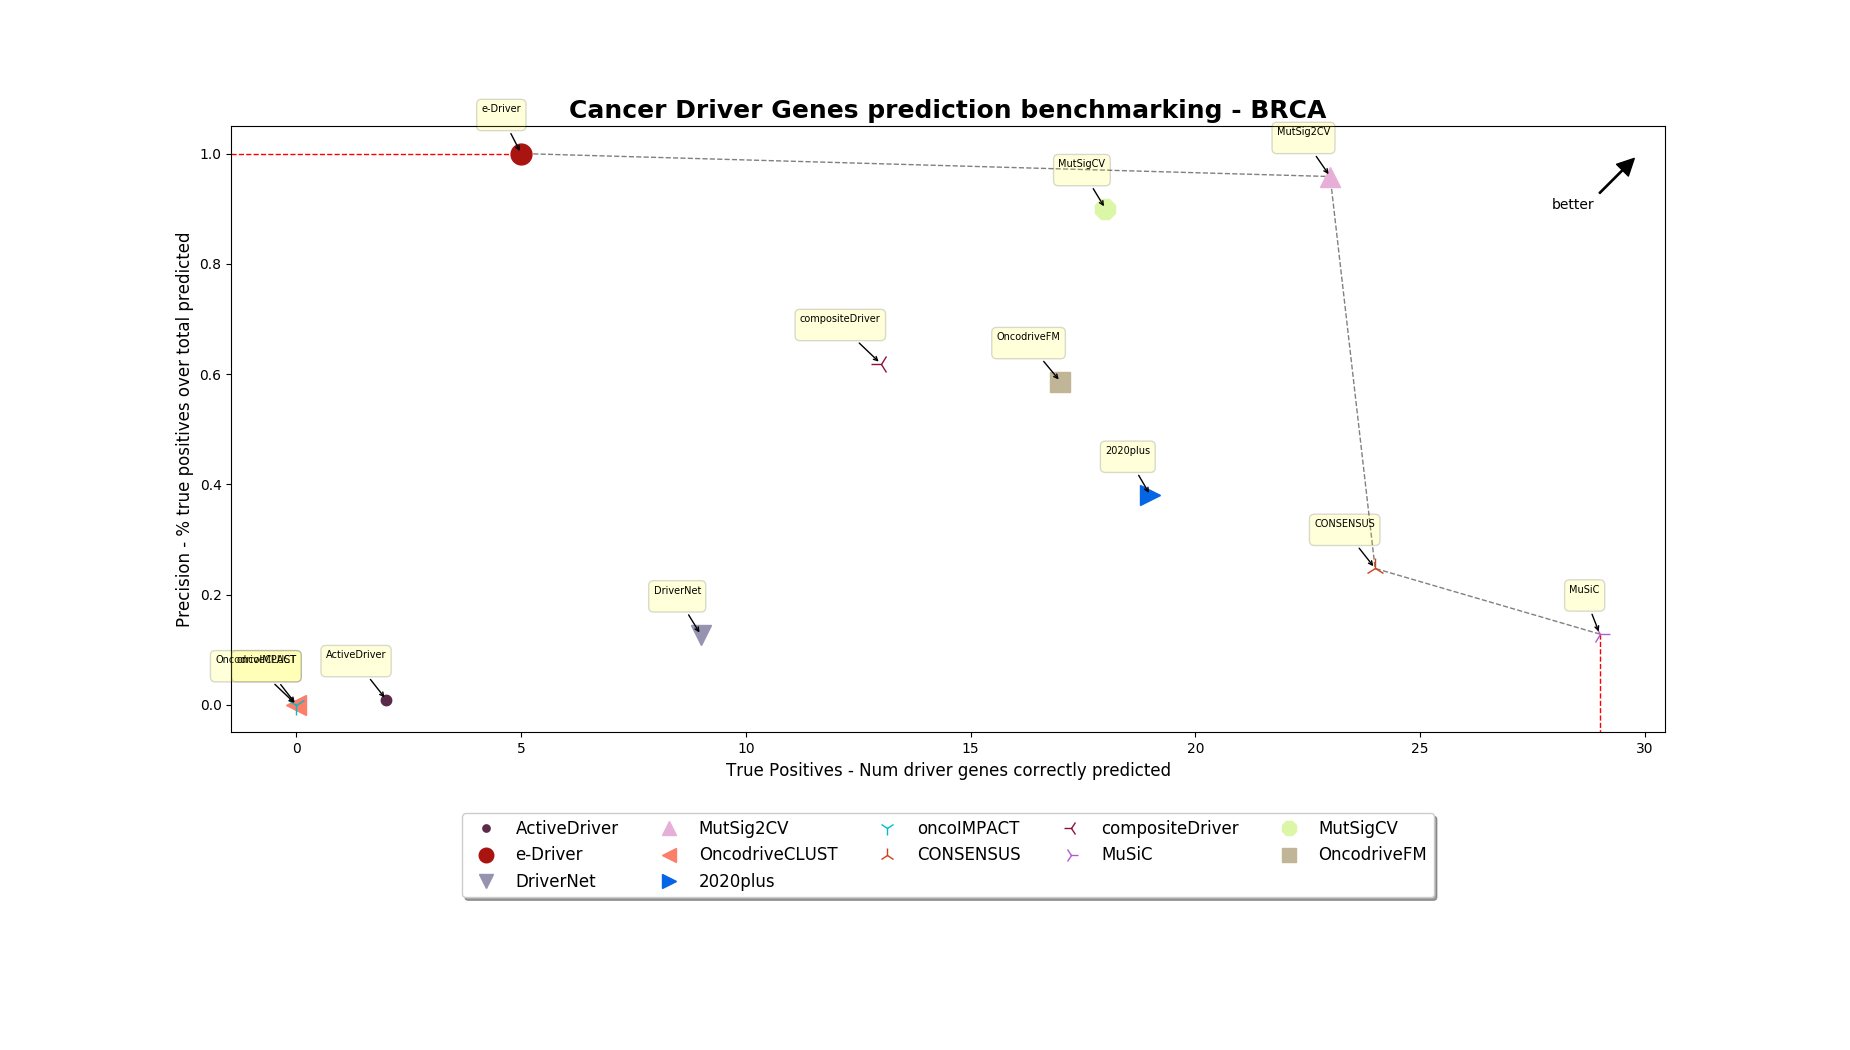 Cancer Driver Genes prediction benchmarking - BRCA
e-Driver
MutSig2CV
MutSigCV
better
compositeDriver
OncodriveFM
2020plus
CONSENSUS
DriverNet
MuSiC
ActiveDriver
Precision - % true positives over total predicted
1.0
0.8
0.6
0.4
0.2
0.0
0
5
10
15
20
25
30
True Positives - Num driver genes correctly predicted
ActiveDriver
e-Driver
DriverNet
MutSig2CV
OncodriveCLUST
2020plus
oncoIMPACT
CONSENSUS
compositeDriver
MuSiC
MutSigCV
OncodriveFM